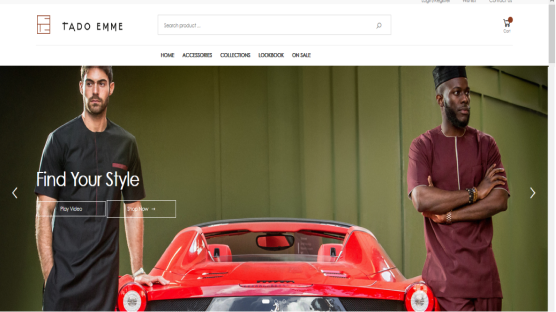 Login/Register Wishlist Contact Us
TADO EMME
Search product...
Cart
HOME ACCESSORIES COLLECTIONS LOOKBOOK ON SALE
Find Your Style
Play Video Shop Now →